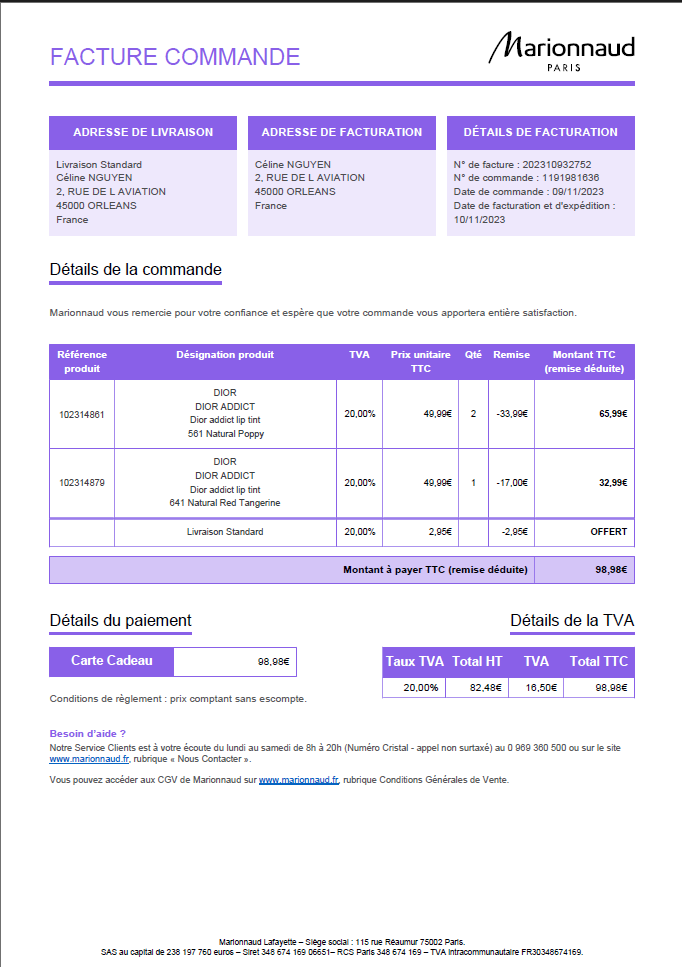 FACTURE COMMANDE
Marionnaud
PARIS
ADRESSE DE LIVRAISON
Livraison Standard
Céline NGUYEN
2, RUE DE L AVIATION
45000 ORLEANS
France
ADRESSE DE FACTURATION
Céline NGUYEN
2, RUE DE L AVIATION
45000 ORLEANS
France
DÉTAILS DE FACTURATION
N° de facture : 202310932752
N° de commande : 1191981636
Date de commande : 09/11/2023
Date de facturation et d'expédition :
10/11/2023
Détails de la commande
Marionnaud vous remercie pour votre confiance et espère que votre commande vous apportera entière satisfaction.
Référence produit Désignation produit TVA Prix unitaire TTC Qté Remise Montant TTC (remise déduite)
DIOR
DIOR ADDICT
102314861 Dior addict lip tint 20,00% 49,99€ 2 -33,99€ 65,99€
561 Natural Poppy
DIOR
DIOR ADDICT
102314879 Dior addict lip tint 20,00% 49,99€ 1 -17,00€ 32,99€
641 Natural Red Tangerine
Livraison Standard 20,00% 2,95€ -2,95€ OFFERT
Montant à payer TTC (remise déduite) 98,98€
Détails du paiement
Carte Cadeau 98,98€
Conditions de règlement : prix comptant sans escompte.
Détails de la TVA
Taux TVA Total HT TVA Total TTC
20,00% 82,48€ 16,50€ 98,98€
Besoin d'aide ?
Notre Service Clients est à votre écoute du lundi au samedi de 8h à 20h (Numéro Cristal - appel non surtaxé) au 0 969 360 500 ou sur le site
www.marionnaud.fr, rubrique « Nous Contacter ».
Vous pouvez accéder aux CGV de Marionnaud sur www.marionnaud.fr, rubrique Conditions Générales de Vente.
Marionnaud Lafayette – Siège social : 115 rue Réaumur 75002 Paris.
SAS au capital de 238 197 760 euros – Siret 348 674 169 06651– RCS Paris 348 674 169 – TVA Intracommunautaire FR30348674169.